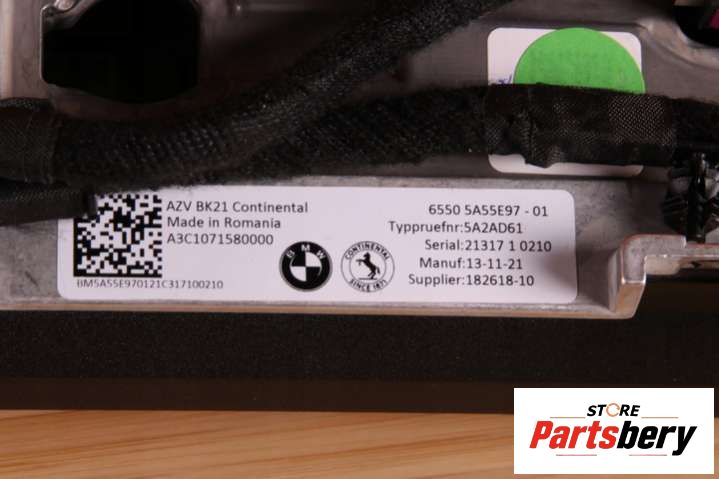 AZV BK21 Continental
Made in Romania
A3C1071580000
BM5A55E970121C317100210
BMW
CONTINENTAL
SINCE 1871
6550 5A55E97 - 01
Typpruefnr:5A2AD61
Serial:21317 1 0210
Manuf:13-11-21
Supplier:182618-10
STORE
Partsbery